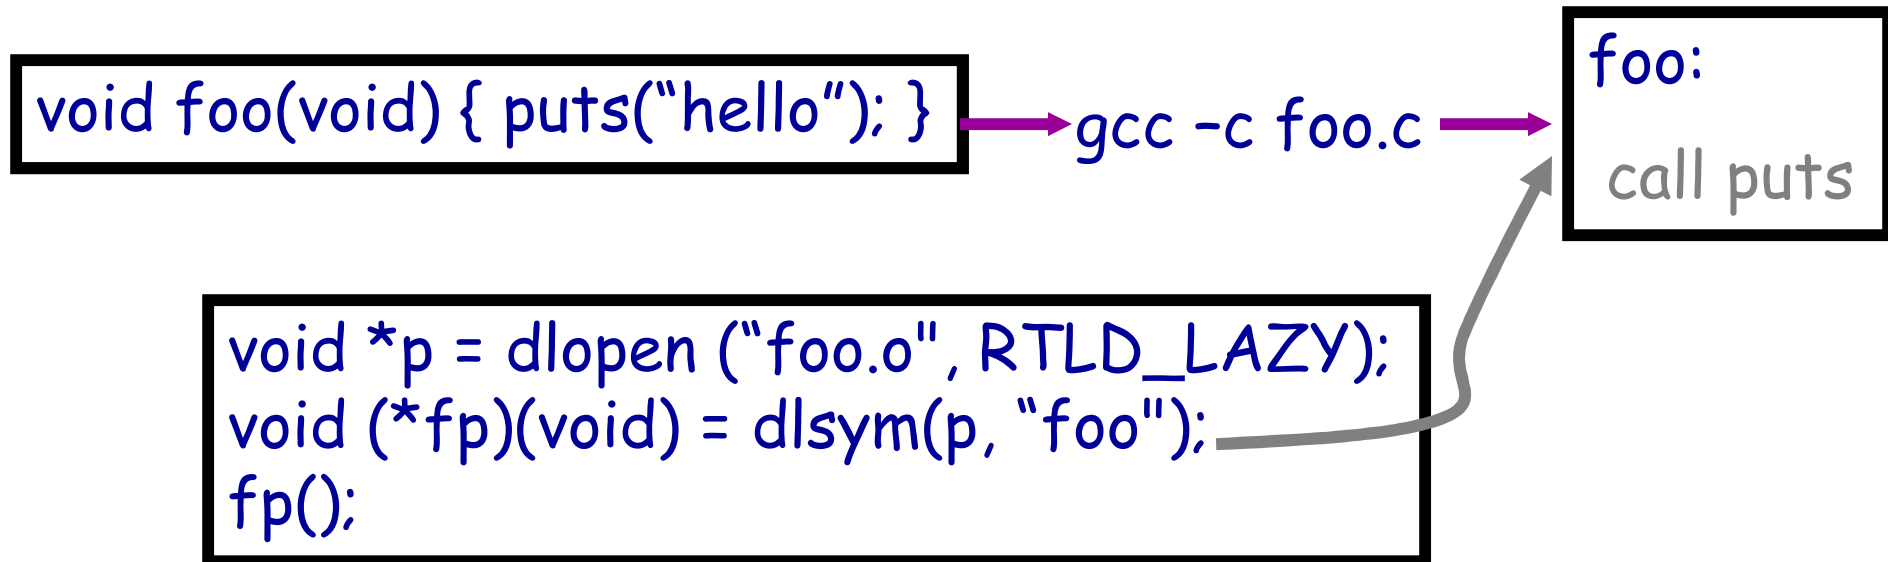 void foo(void) { puts(“hello”); }
gcc –c foo.c
foo:
call puts
void *p = dlopen (“foo.o", RTLD_LAZY);
void (*fp)(void) = dlsym(p, “foo");
fp();